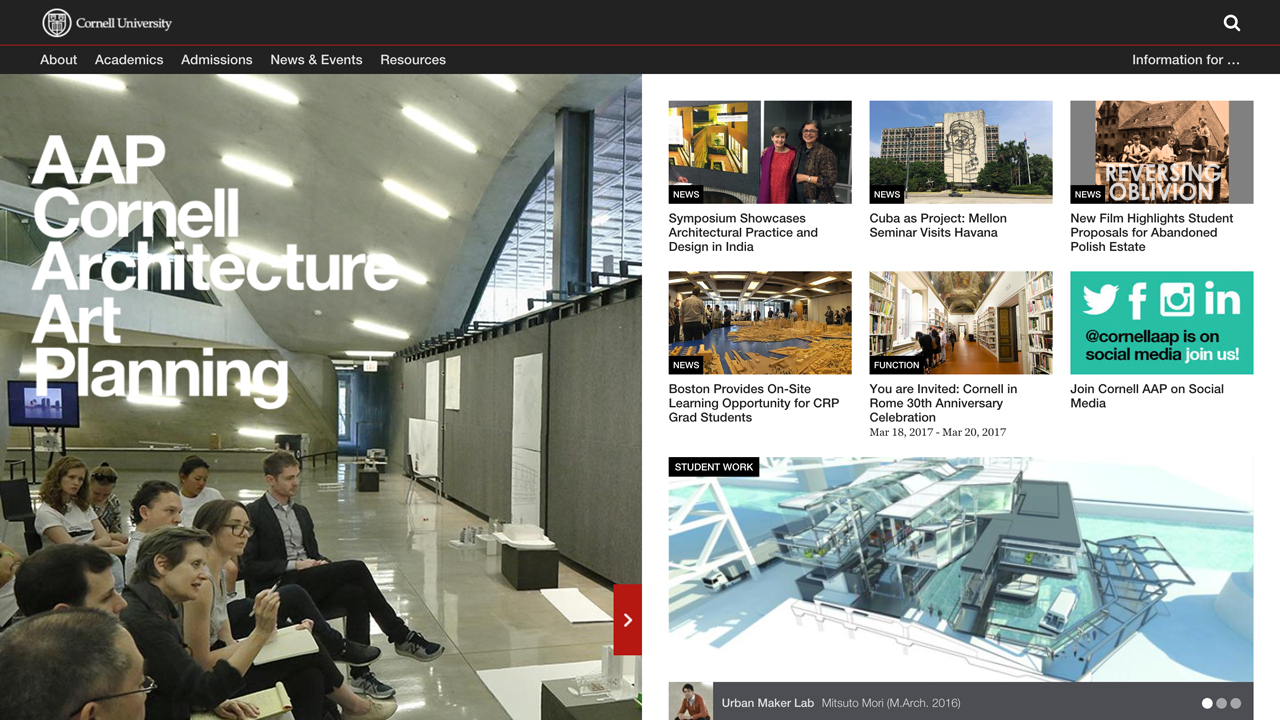 Cornell University
About Academics Admissions News & Events Resources Information for ...
AAP
Cornell
Architecture
Art
Planning
NEWS
Symposium Showcases
Architectural Practice and
Design in India
NEWS
Cuba as Project: Mellon
Seminar Visits Havana
REVERSING
OBLIVION
NEWS
New Film Highlights Student
Proposals for Abandoned
Polish Estate
NEWS
Boston Provides On-Site
Learning Opportunity for CRP
Grad Students
FUNCTION
You are Invited: Cornell in
Rome 30th Anniversary
Celebration
Mar 18, 2017 - Mar 20, 2017
@cornellaap is on
social media join us!
Join Cornell AAP on Social
Media
STUDENT WORK
Urban Maker Lab Mitsuto Mori (M.Arch. 2016)